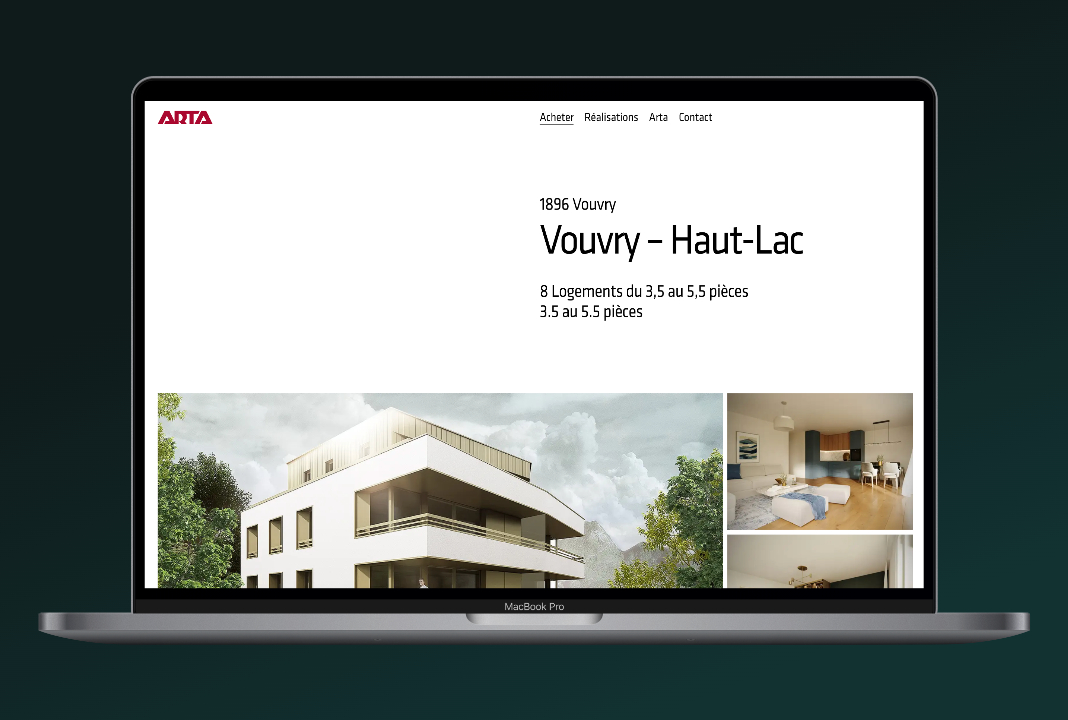 ARTA
Acheter Réalisations Arta Contact
1896 Vouvry
Vouvry – Haut-Lac
8 Logements du 3,5 au 5,5 pièces
3.5 au 5.5 pièces
MacBook Pro